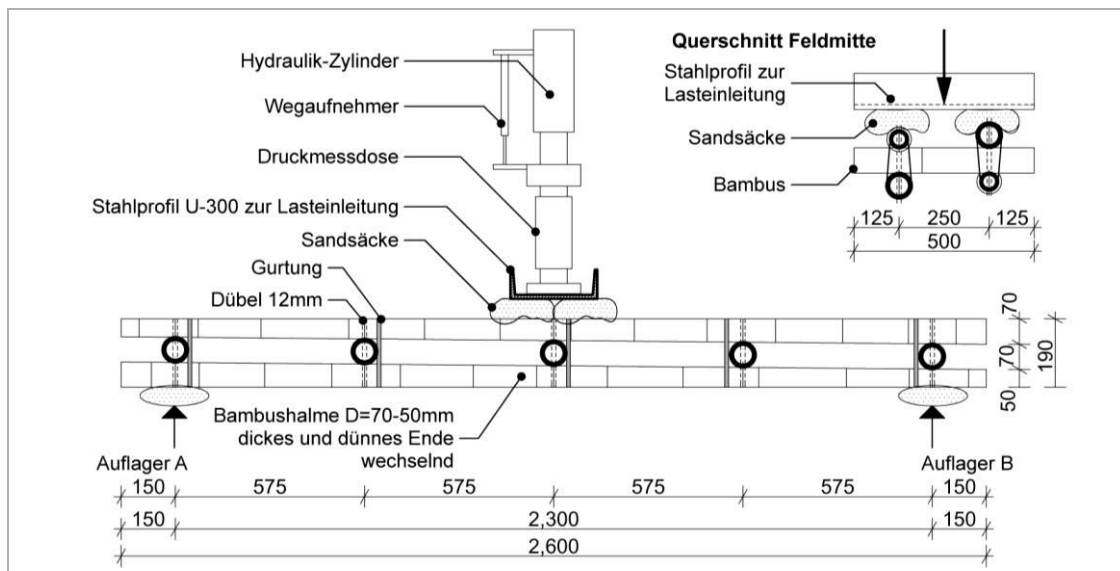 Hydraulik-Zylinder
Wegaufnehmer
Druckmessdose
Stahlprofil U-300 zur Lasteinleitung
Sandsäcke
Gurtung
Dübel 12mm
Querschnitt Feldmitte
Stahlprofil zur
Lasteinleitung
Sandsäcke
Bambus
125 250 125
500
70
70
50
190
Bambushalme D=70-50mm
dickes und dünnes Ende
wechselnd
Auflager A
Auflager B
150 575 575 575 575 150
150 2,300 150
2,600